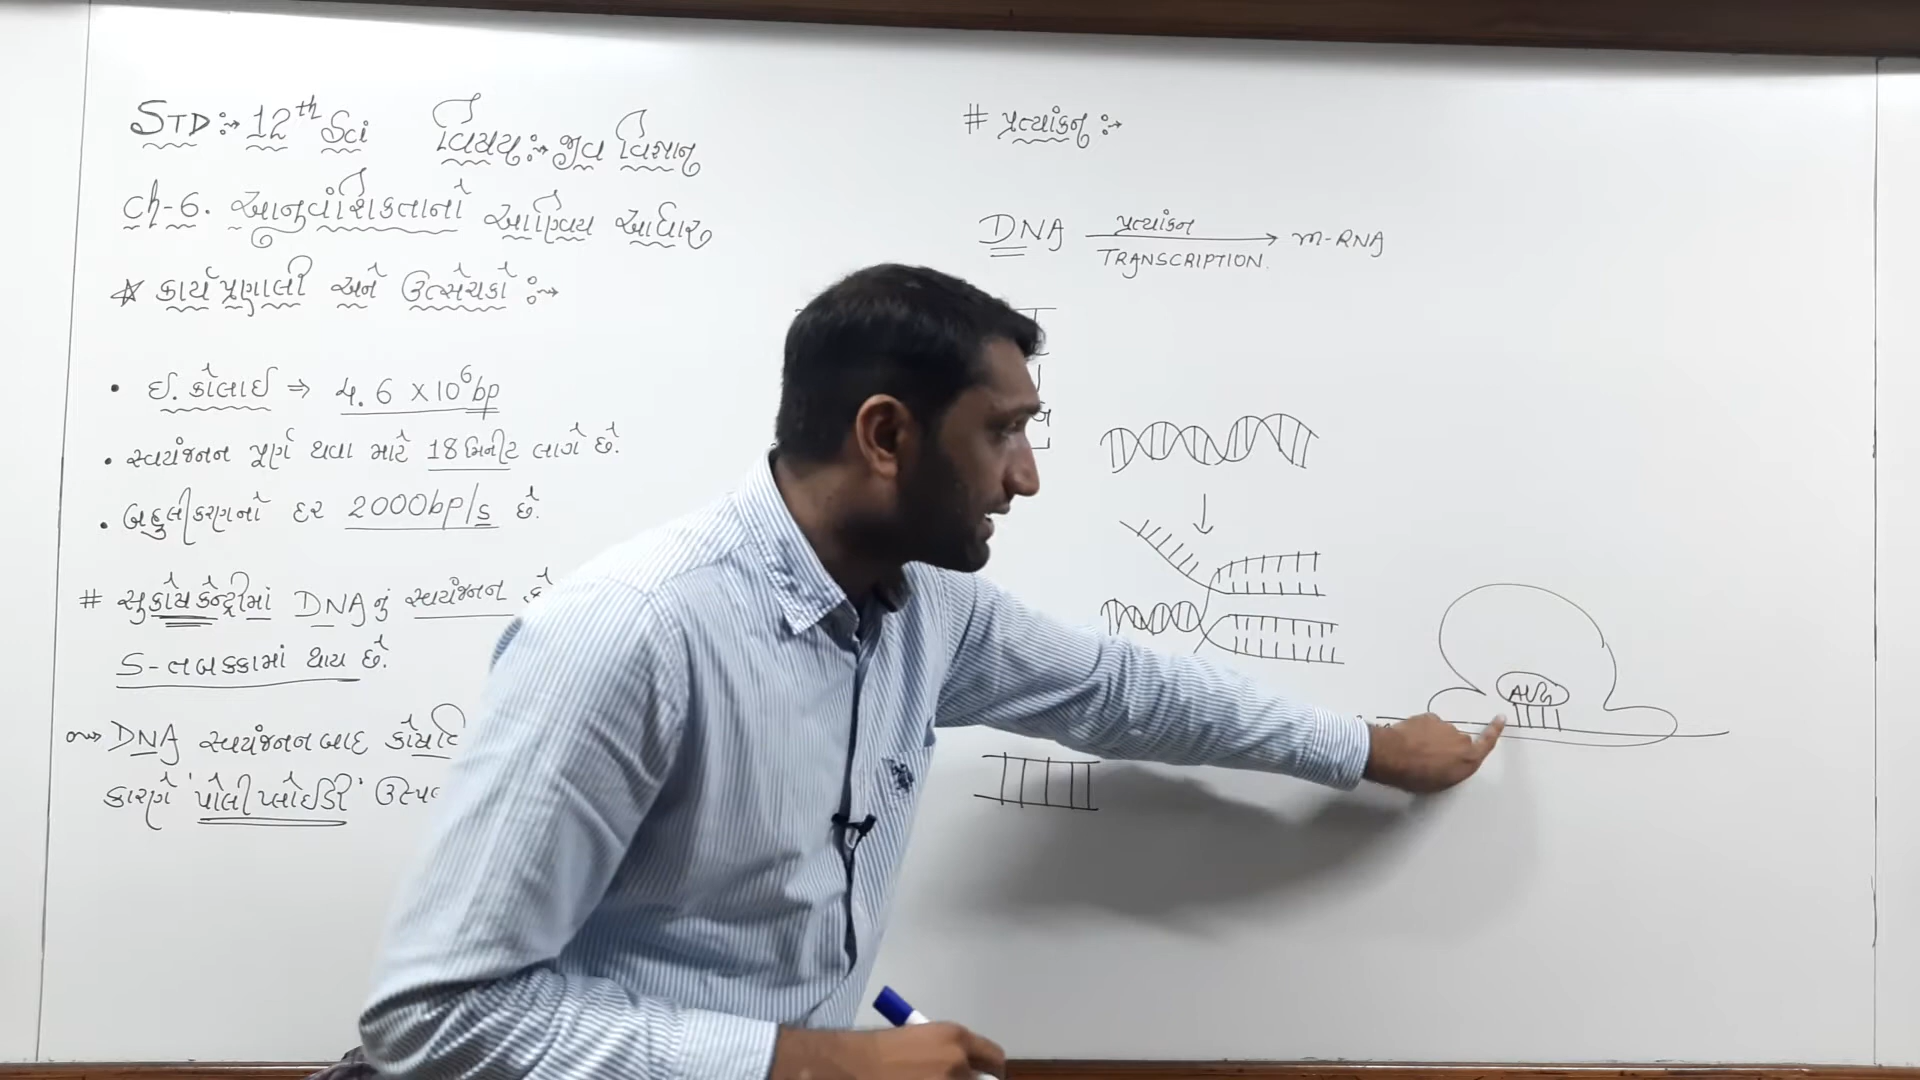 STD :→ 12th Sci વિષય :→ જીવ વિજ્ઞાન
ch-6. આનુવંશિકતાનો આણ્વિય આધાર
☆ કાર્યપ્રણાલી અને ઉત્સેચકો :→
• ઈ. કોલાઈ ⇒ 4.6 x 10⁶ bp
• સ્વયંજનન પૂર્ણ થવા માટે 18 મિનીટ લાગે છે.
• બહુલીકરણનો દર 2000bp/s છે.
# સુકોષકેન્દ્રીમાં DNA નું સ્વયંજનન
S-તબક્કામાં થાય છે.
DNA સ્વયંજનન બાદ કોષવિ
કારણે 'પોલીપ્લોઈડી' ઉત્પ
# પ્રત્યાંકન :→
DNA પ્રત્યાંકન → m-RNA
TRANSCRIPTION.
AUG